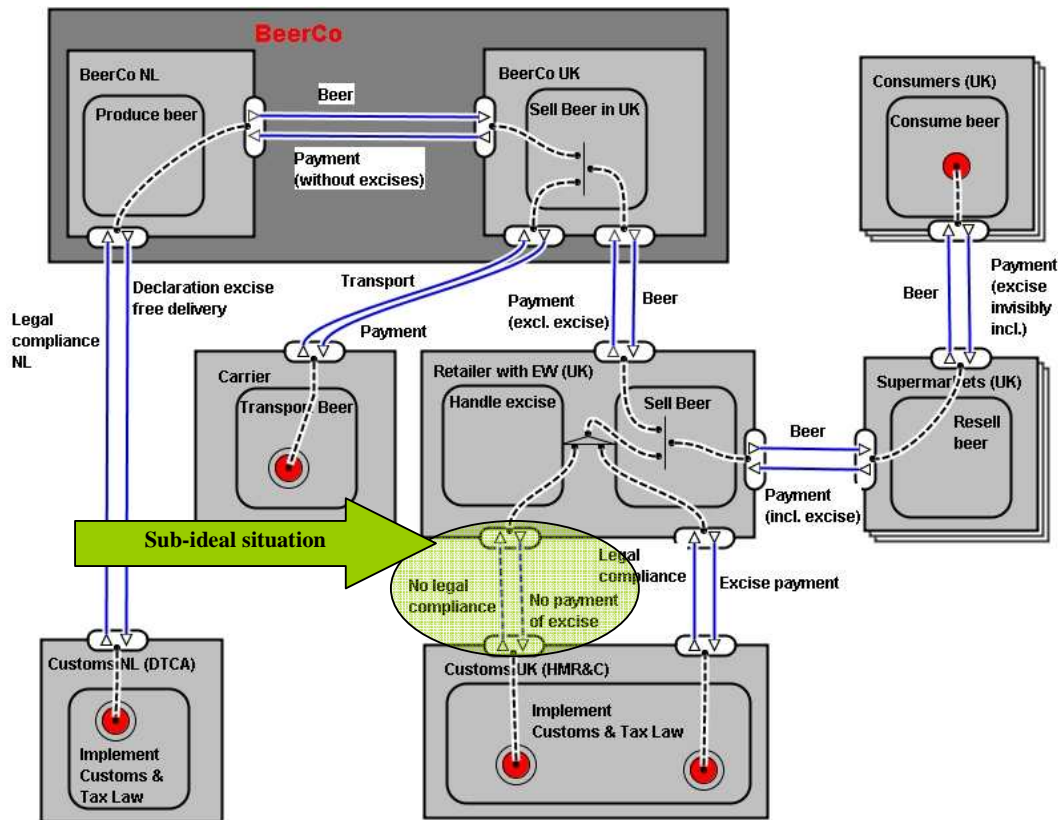 BeerCo
BeerCo NL
Produce beer
Beer
Payment
(without excises)
BeerCo UK
Sell Beer in UK
Consumers (UK)
Consume beer
Legal
compliance
NL
Declaration excise
free delivery
Transport
Payment
Payment
(excl. excise)
Beer
Beer
Payment
(excise
invisibly
incl.)
Carrier
Transport Beer
Retailer with EW (UK)
Handle excise
Sell Beer
Beer
Payment
(incl. excise)
Supermarkets (UK)
Resell
beer
Sub-ideal situation
No legal
compliance
No payment
of excise
Legal
compliance
Excise payment
Customs NL (DTCA)
Implement
Customs &
Tax Law
Customs UK (HMR&C)
Implement
Customs & Tax Law